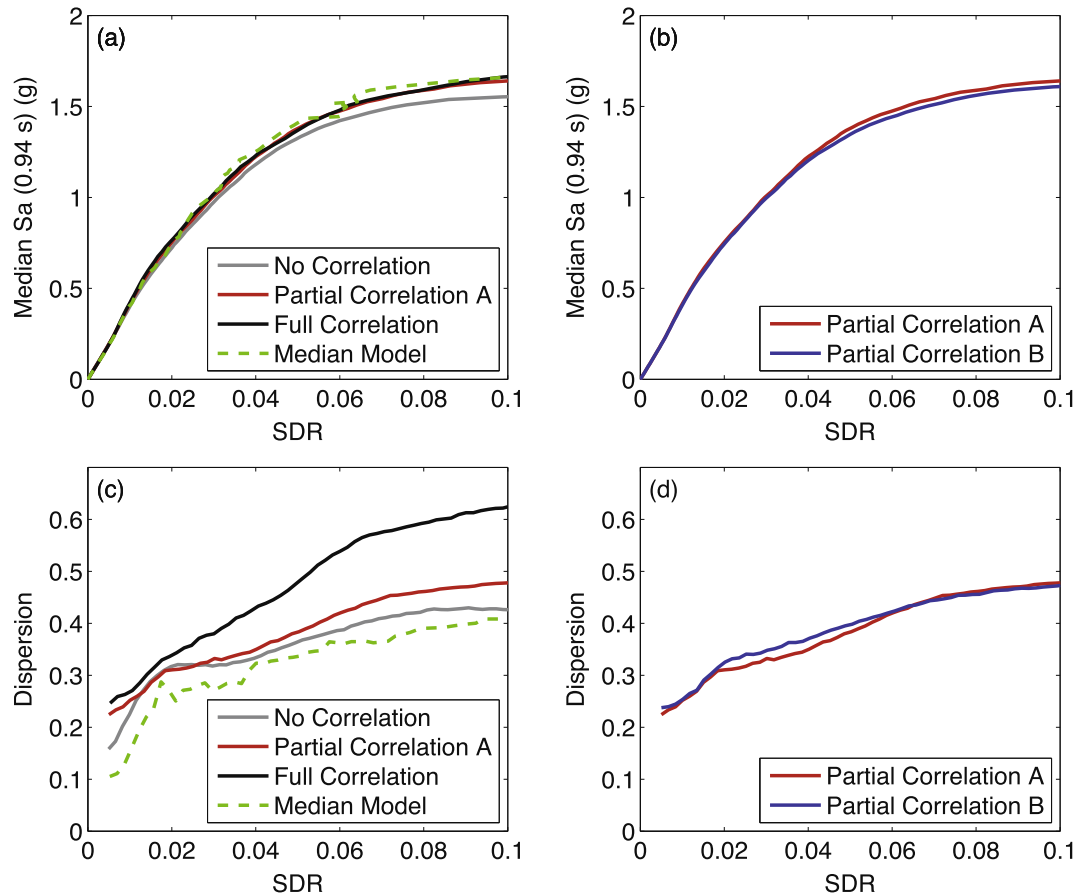 (a)
2
1.5
1
0.5
0
Median Sa (0.94 s) (g)
No Correlation
Partial Correlation A
Full Correlation
Median Model
0 0.02 0.04 0.06 0.08 0.1
SDR
(b)
2
1.5
1
0.5
0
Median Sa (0.94 s) (g)
Partial Correlation A
Partial Correlation B
0 0.02 0.04 0.06 0.08 0.1
SDR
(c)
0.6
0.5
0.4
0.3
0.2
0.1
0
Dispersion
No Correlation
Partial Correlation A
Full Correlation
Median Model
0 0.02 0.04 0.06 0.08 0.1
SDR
(d)
0.6
0.5
0.4
0.3
0.2
0.1
0
Dispersion
Partial Correlation A
Partial Correlation B
0 0.02 0.04 0.06 0.08 0.1
SDR